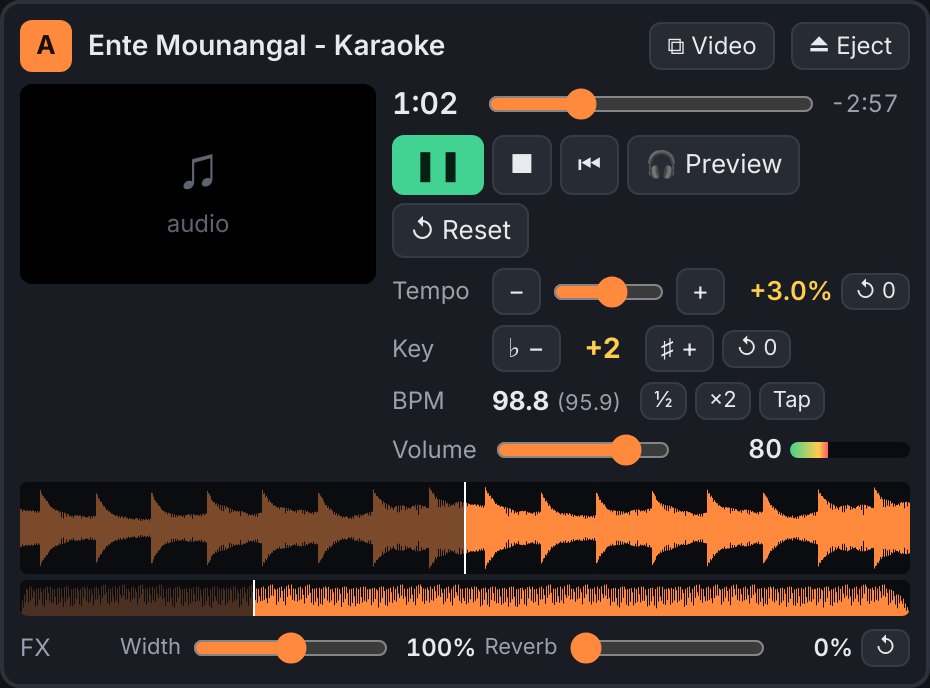 A Ente Mounangal - Karaoke ⧉ Video ⏏ Eject
♫
audio
1:02 -2:57
❚❚ ■ ⏮ 🎧 Preview
↺ Reset
Tempo − + +3.0% ↺ 0
Key ♭ − +2 ♯ + ↺ 0
BPM 98.8 (95.9) ½ ×2 Tap
Volume 80
FX Width 100% Reverb 0% ↺